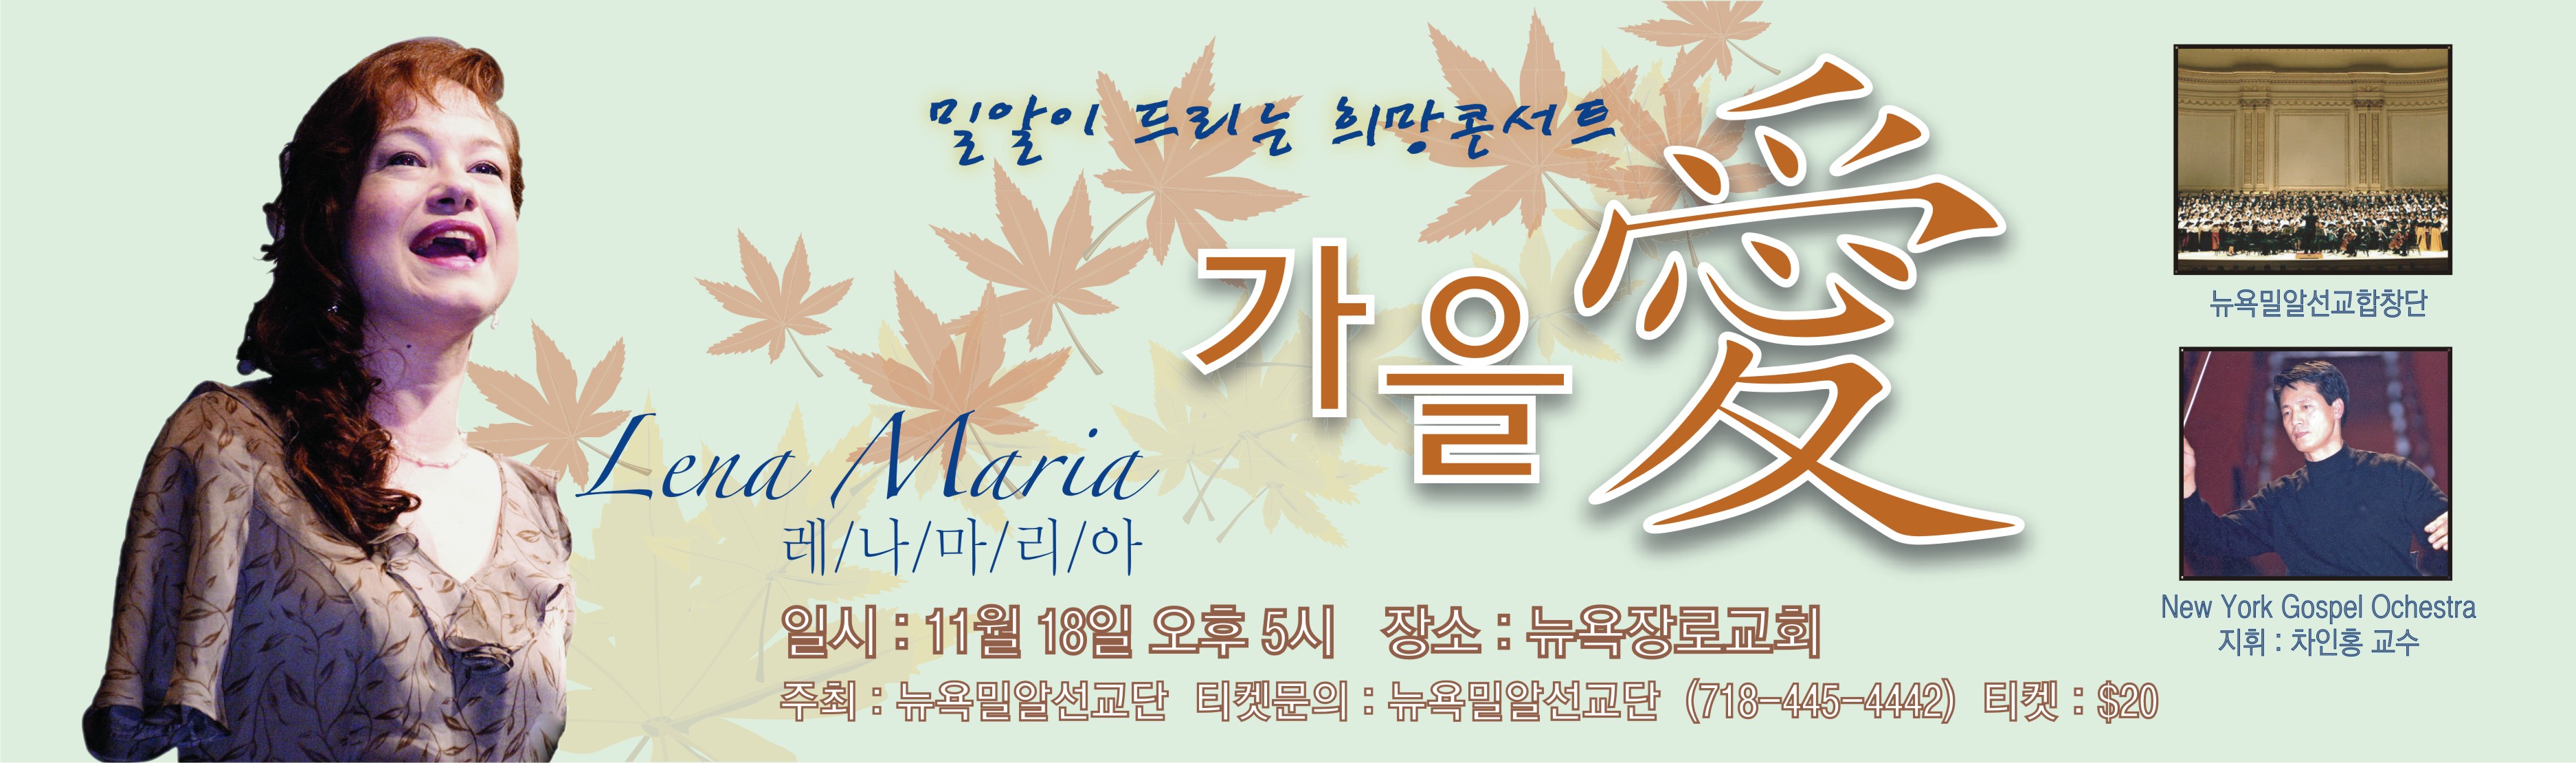 밀알이 드리는 희망콘서트
가을愛
Lena Maria
레/나/마/리/아
일시 : 11월 18일 오후 5시 장소 : 뉴욕장로교회
주최 : 뉴욕밀알선교단 티켓문의 : 뉴욕밀알선교단 (718-445-4442) 티켓 : $20
뉴욕밀알선교합창단
New York Gospel Ochestra
지휘 : 차인홍 교수